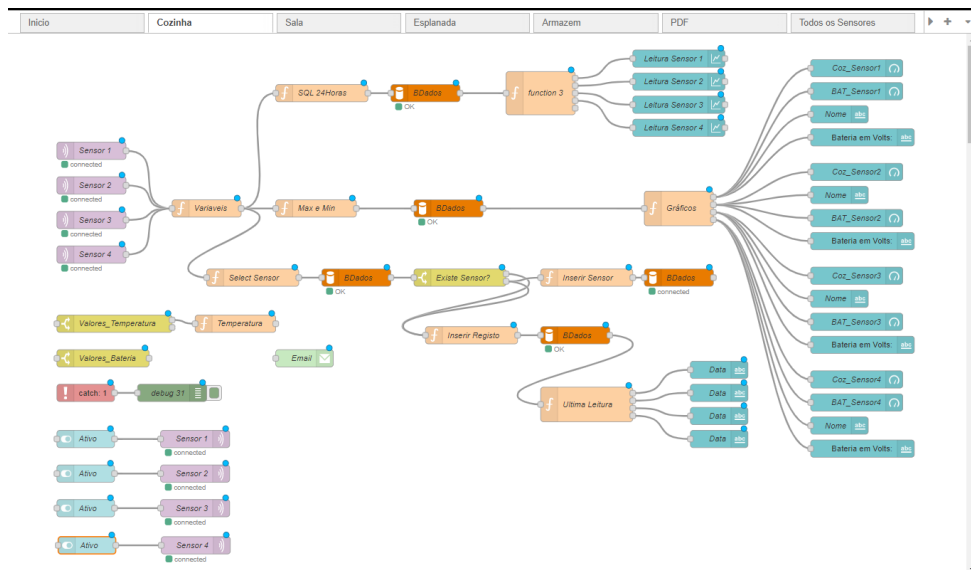 Inicio
Cozinha
Sala
Esplanada
Armazem
PDF
Todos os Sensores
SQL 24Horas
BDados
OK
function 3
Leitura Sensor 1
Leitura Sensor 2
Leitura Sensor 3
Leitura Sensor 4
Sensor 1
connected
Sensor 2
connected
Sensor 3
connected
Sensor 4
connected
Variaveis
Max e Min
BDados
OK
Gráficos
Select Sensor
BDados
OK
Existe Sensor?
Inserir Sensor
BDados
connected
Inserir Registo
BDados
OK
Ultima Leitura
Data abc
Data abc
Data abc
Data abc
Coz_Sensor1
BAT_Sensor1
Nome abc
Bateria em Volts: abc
Coz_Sensor2
Nome abc
BAT_Sensor2
Bateria em Volts: abc
Coz_Sensor3
Nome abc
BAT_Sensor3
Bateria em Volts: abc
Coz_Sensor4
BAT_Sensor4
Nome abc
Bateria em Volts: abc
Valores_Temperatura
Temperatura
Valores_Bateria
Email
catch: 1
debug 31
Ativo
Sensor 1
connected
Ativo
Sensor 2
connected
Ativo
Sensor 3
connected
Ativo
Sensor 4
connected